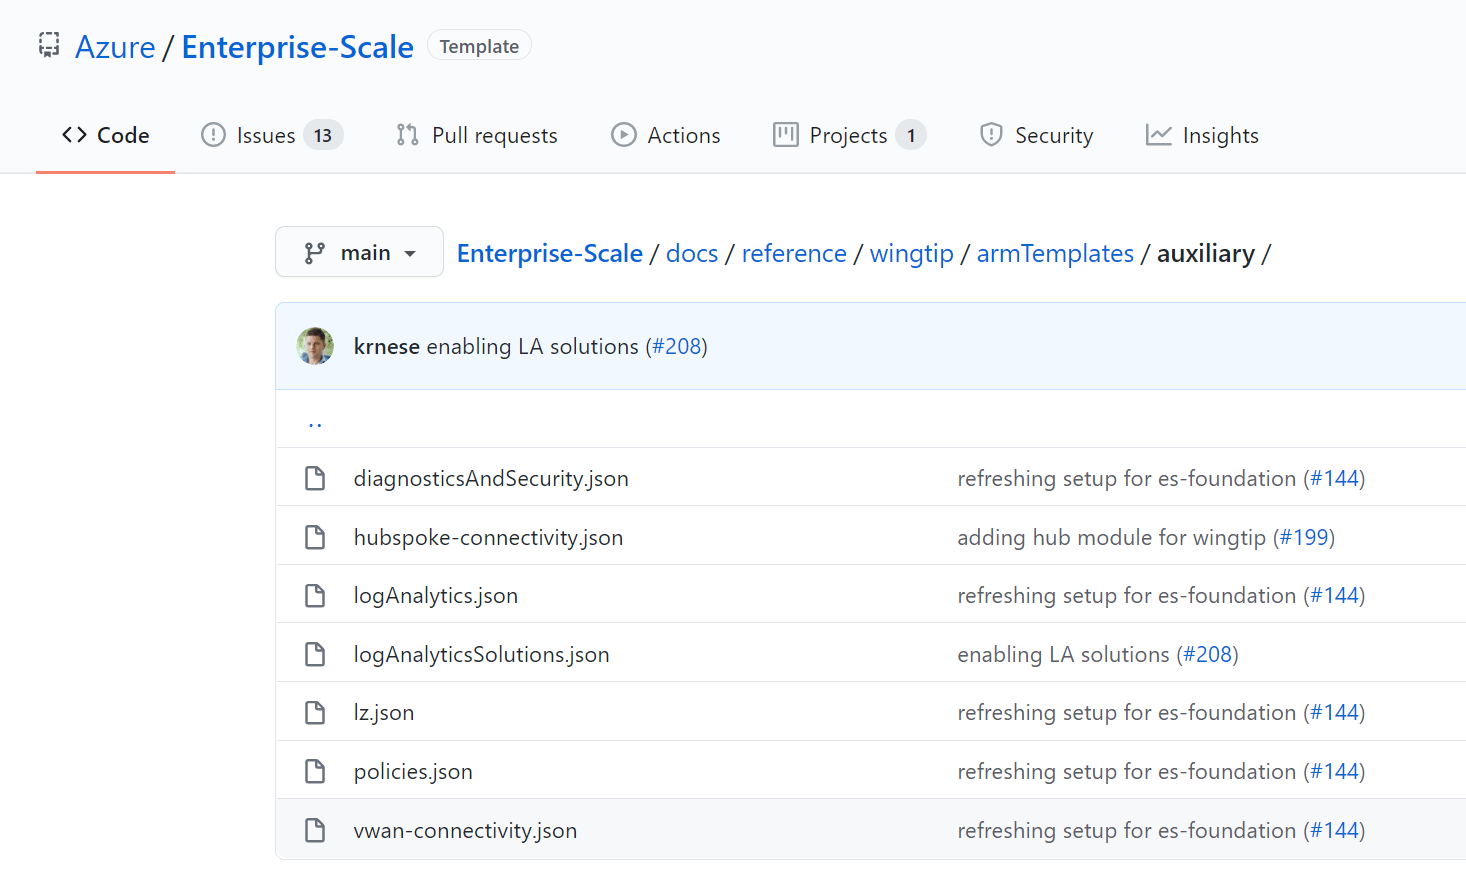 Azure / Enterprise-Scale Template
Code Issues 13 Pull requests Actions Projects 1 Security Insights
main Enterprise-Scale / docs / reference / wingtip / armTemplates / auxiliary /
krnese enabling LA solutions (#208)
..
diagnosticsAndSecurity.json refreshing setup for es-foundation (#144)
hubspoke-connectivity.json adding hub module for wingtip (#199)
logAnalytics.json refreshing setup for es-foundation (#144)
logAnalyticsSolutions.json enabling LA solutions (#208)
lz.json refreshing setup for es-foundation (#144)
policies.json refreshing setup for es-foundation (#144)
vwan-connectivity.json refreshing setup for es-foundation (#144)